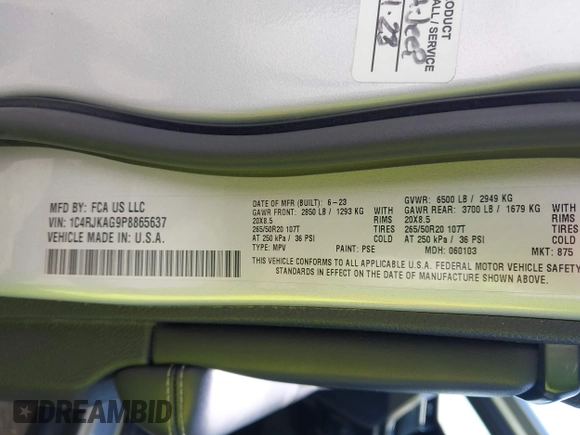 PRODUCT
ALL / SERVICE
MFD BY: FCA US LLC
VIN: 1C4RJKAG9P8865637
VEHICLE MADE IN: U.S.A.
DATE OF MFR (BUILT): 6-23 GVWR: 6500 LB / 2949 KG
GAWR FRONT: 2850 LB / 1293 KG WITH GAWR REAR: 3700 LB / 1679 KG WITH
20X8.5 RIMS 20X8.5 RIMS
265/50R20 107T TIRES 265/50R20 107T TIRES
AT 250 kPa / 36 PSI COLD AT 250 kPa / 36 PSI COLD
TYPE: MPV PAINT: PSE MDH: 060103 MKT: 875
THIS VEHICLE CONFORMS TO ALL APPLICABLE U.S.A. FEDERAL MOTOR VEHICLE SAFETY
STANDARDS IN EFFECT ON THE DATE OF MANUFACTURE SHOWN ABOVE.
DREAMBID